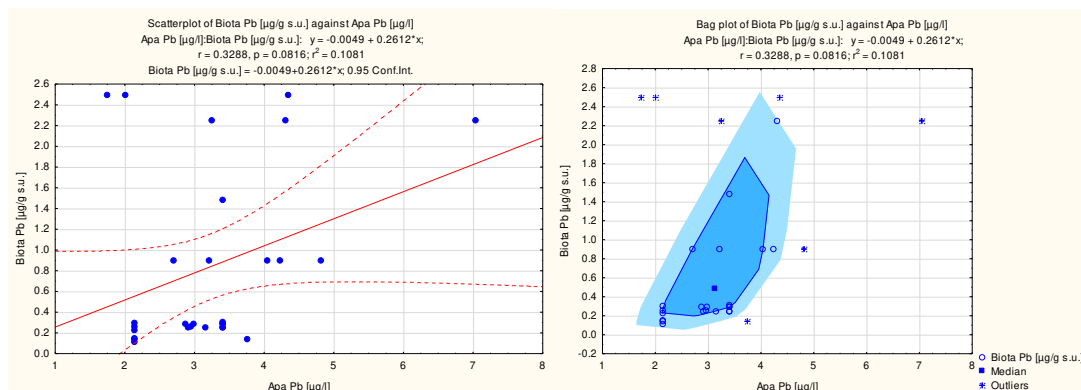 Scatterplot of Biota Pb [µg/g s.u.] against Apa Pb [µg/l]
Apa Pb [µg/l]:Biota Pb [µg/g s.u.]: y = -0.0049 + 0.2612*x;
r = 0.3288, p = 0.0816; r² = 0.1081
Biota Pb [µg/g s.u.] = -0.0049+0.2612*x; 0.95 Conf.Int.
2.6
2.4
2.2
2.0
1.8
1.6
1.4
1.2
1.0
0.8
0.6
0.4
0.2
0.0
Biota Pb [µg/g s.u.]
1 2 3 4 5 6 7 8
Apa Pb [µg/l]
Bag plot of Biota Pb [µg/g s.u.] against Apa Pb [µg/l]
Apa Pb [µg/l]:Biota Pb [µg/g s.u.]: y = -0.0049 + 0.2612*x;
r = 0.3288, p = 0.0816; r² = 0.1081
2.8
2.6
2.4
2.2
2.0
1.8
1.6
1.4
1.2
1.0
0.8
0.6
0.4
0.2
0.0
-0.2
Biota Pb [µg/g s.u.]
1 2 3 4 5 6 7 8
Apa Pb [µg/l]
Biota Pb [µg/g s.u.]
Median
Outliers